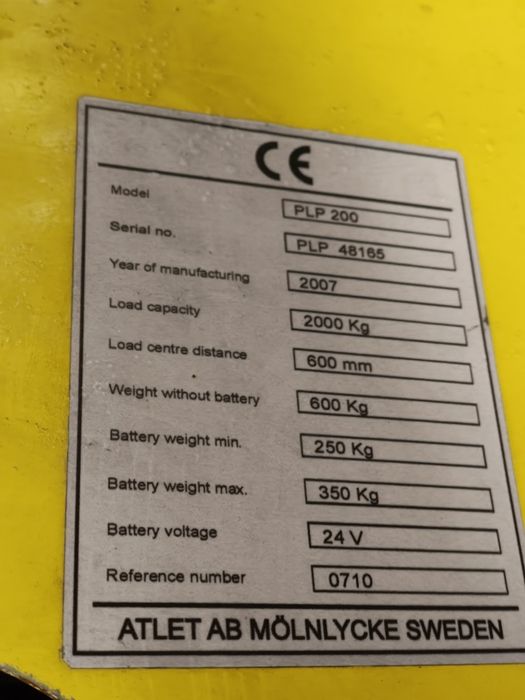 CE
Model PLP 200
Serial no. PLP 48165
Year of manufacturing 2007
Load capacity 2000 Kg
Load centre distance 600 mm
Weight without battery 600 Kg
Battery weight min. 250 Kg
Battery weight max. 350 Kg
Battery voltage 24 V
Reference number 0710
ATLET AB MÖLNLYCKE SWEDEN